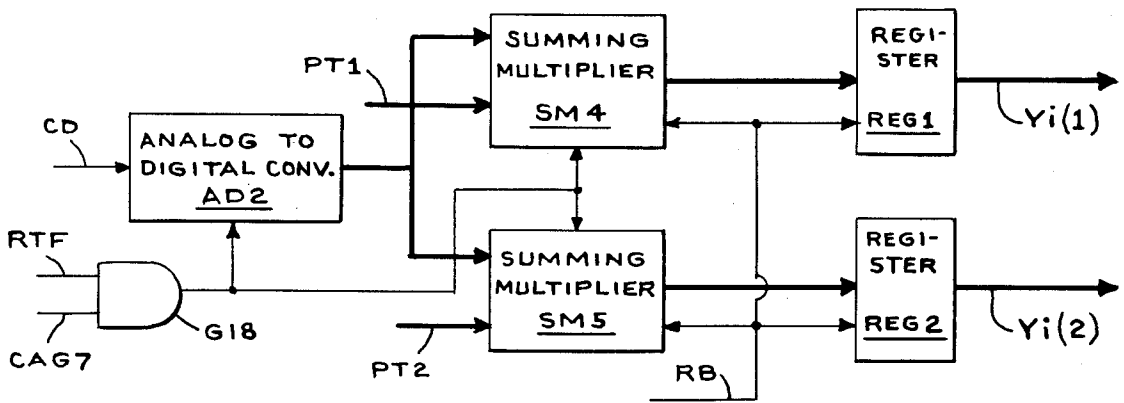 SUMMING
MULTIPLIER
SM4
REGI-
STER
REG1
PT1
Yi(1)
CD
ANALOG TO
DIGITAL CONV.
AD2
RTF
CAG7
G18
SUMMING
MULTIPLIER
SM5
PT2
REGI-
STER
REG2
Yi(2)
RB